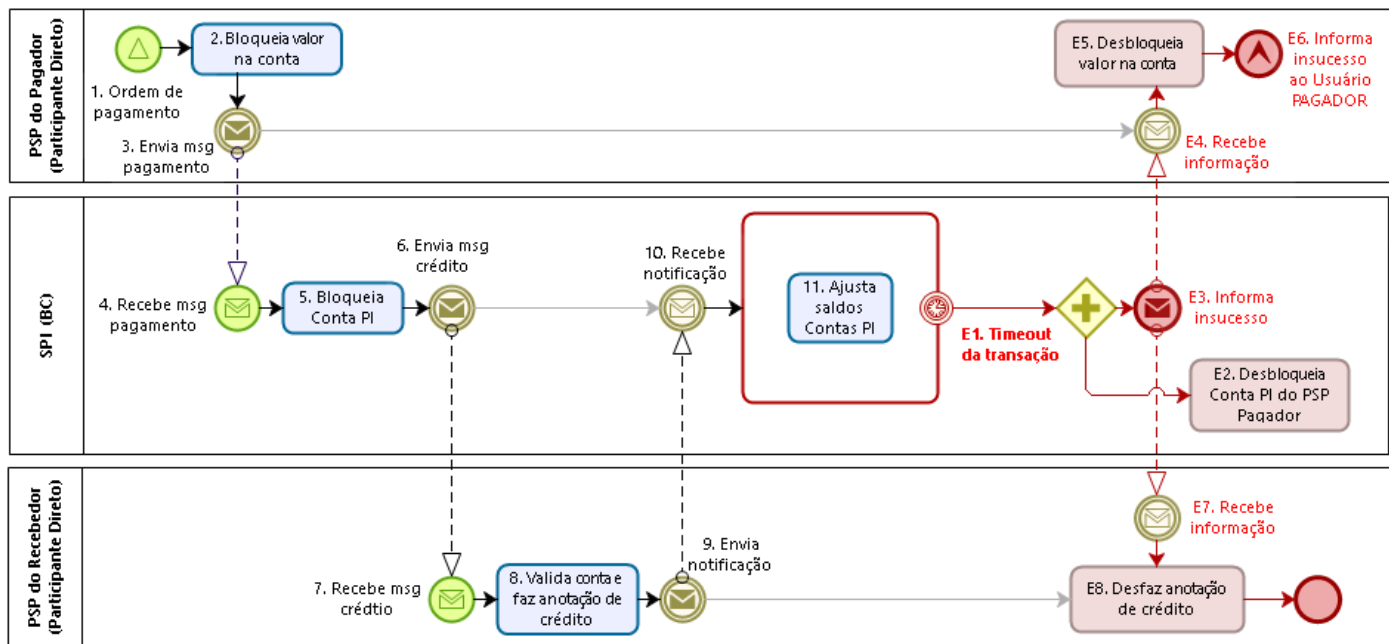 PSP do Pagador
(Participante Direto)
1. Ordem de
pagamento
2. Bloqueia valor
na conta
3. Envia msg
pagamento
E5. Desbloqueia
valor na conta
E6. Informa
insucesso
ao Usuário
PAGADOR
E4. Recebe
informação
SPI (BC)
4. Recebe msg
pagamento
5. Bloqueia
Conta PI
6. Envia msg
crédito
10. Recebe
notificação
11. Ajusta
saldos
Contas PI
E1. Timeout
da transação
E3. Informa
insucesso
E2. Desbloqueia
Conta PI do PSP
Pagador
PSP do Recebedor
(Participante Direto)
7. Recebe msg
crédtio
8. Valida conta e
faz anotação de
crédito
9. Envia
notificação
E7. Recebe
informação
E8. Desfaz anotação
de crédito